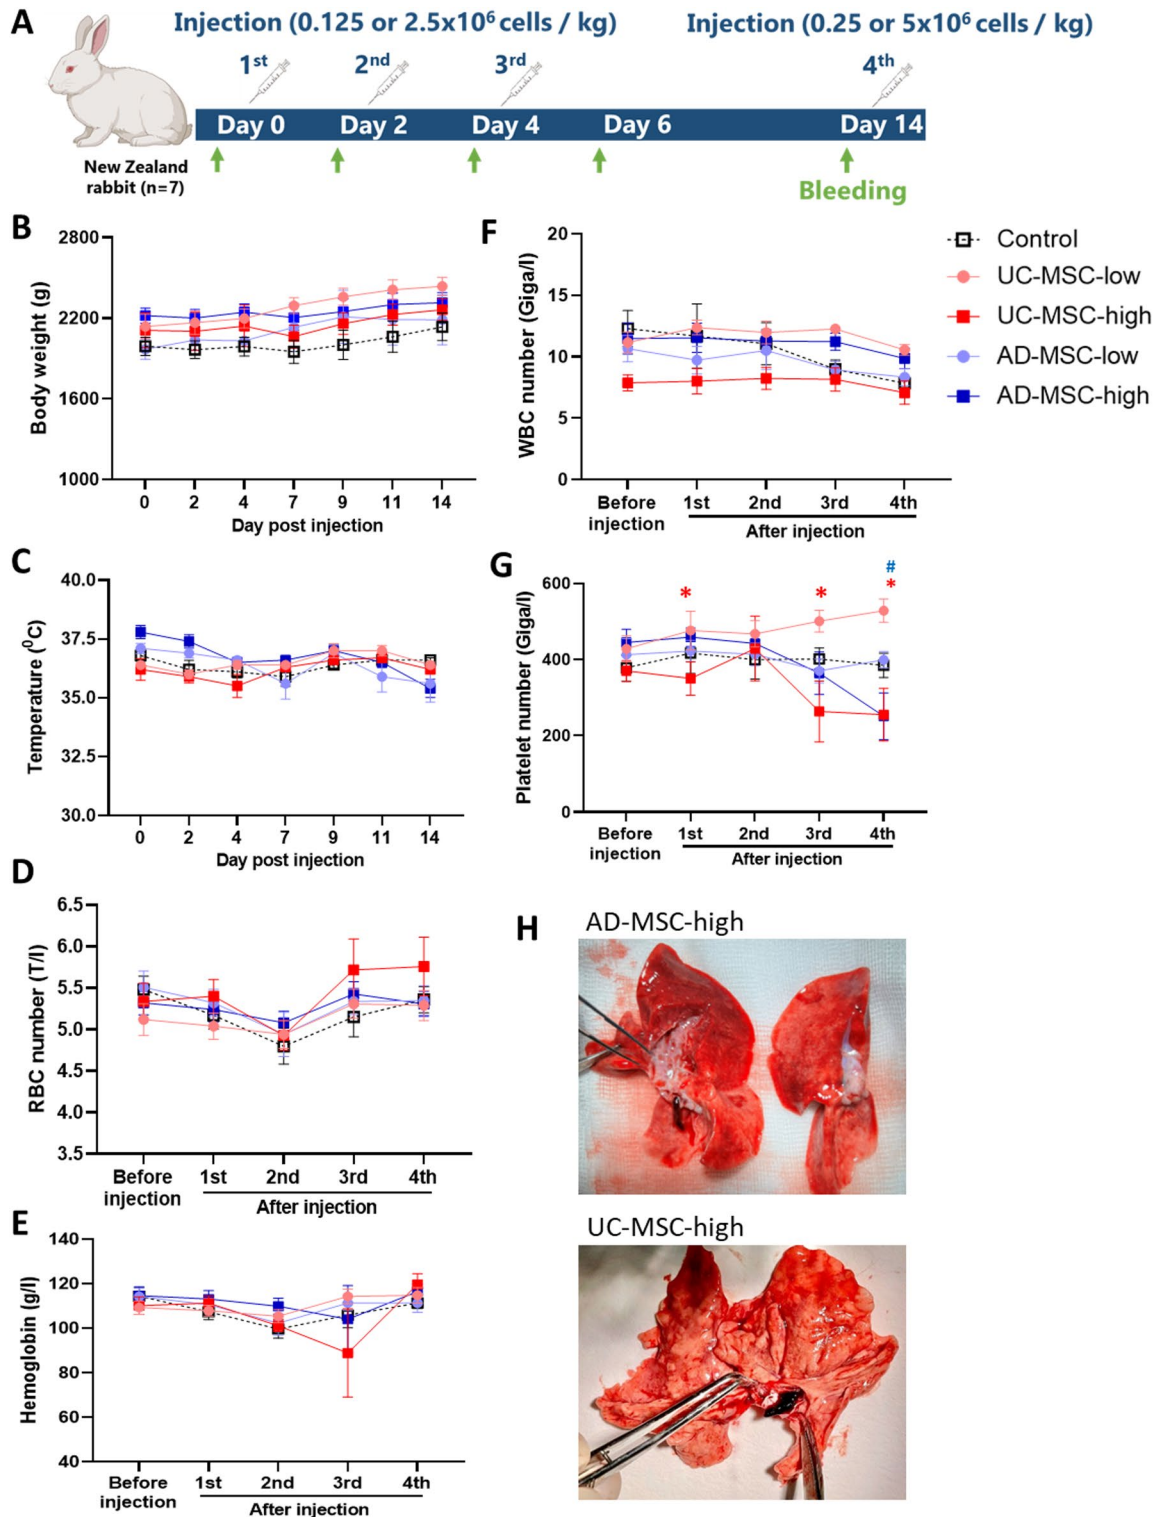 A
Injection (0.125 or 2.5x10⁶ cells / kg)
Injection (0.25 or 5x10⁶ cells / kg)
1st
2nd
3rd
4th
Day 0
Day 2
Day 4
Day 6
Day 14
New Zealand
rabbit (n=7)
Bleeding
B
2800
2200
1600
1000
Body weight (g)
0 2 4 7 9 11 14
Day post injection
F
20
15
10
5
0
WBC number (Giga/l)
Before
injection
1st 2nd 3rd 4th
After injection
Control
UC-MSC-low
UC-MSC-high
AD-MSC-low
AD-MSC-high
C
40.0
37.5
35.0
32.5
30.0
Temperature (⁰C)
0 2 4 7 9 11 14
Day post injection
G
600
400
200
0
Platelet number (Giga/l)
*
*
#
*
Before
injection
1st 2nd 3rd 4th
After injection
D
6.5
6.0
5.5
5.0
4.5
4.0
3.5
RBC number (T/l)
Before
injection
1st 2nd 3rd 4th
After injection
E
140
120
100
80
60
40
Hemoglobin (g/l)
Before
injection
1st 2nd 3rd 4th
After injection
H
AD-MSC-high
UC-MSC-high